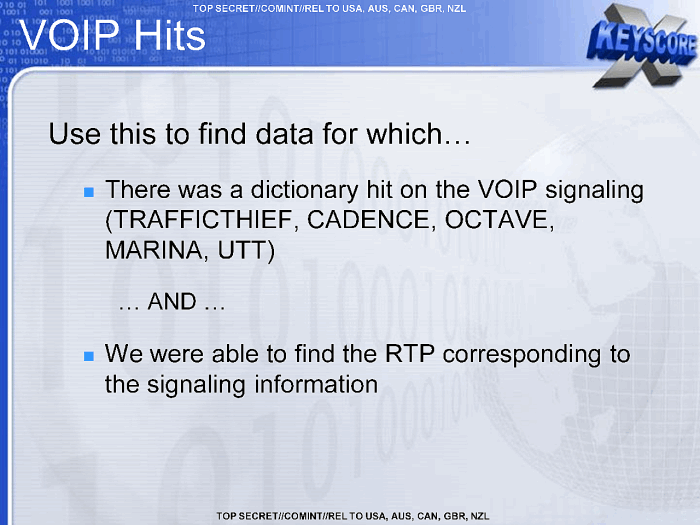 TOP SECRET//COMINT//REL TO USA, AUS, CAN, GBR, NZL
VOIP Hits
X
KEYSCORE
Use this to find data for which…
There was a dictionary hit on the VOIP signaling
(TRAFFICTHIEF, CADENCE, OCTAVE,
MARINA, UTT)
… AND …
We were able to find the RTP corresponding to
the signaling information
TOP SECRET//COMINT//REL TO USA, AUS, CAN, GBR, NZL